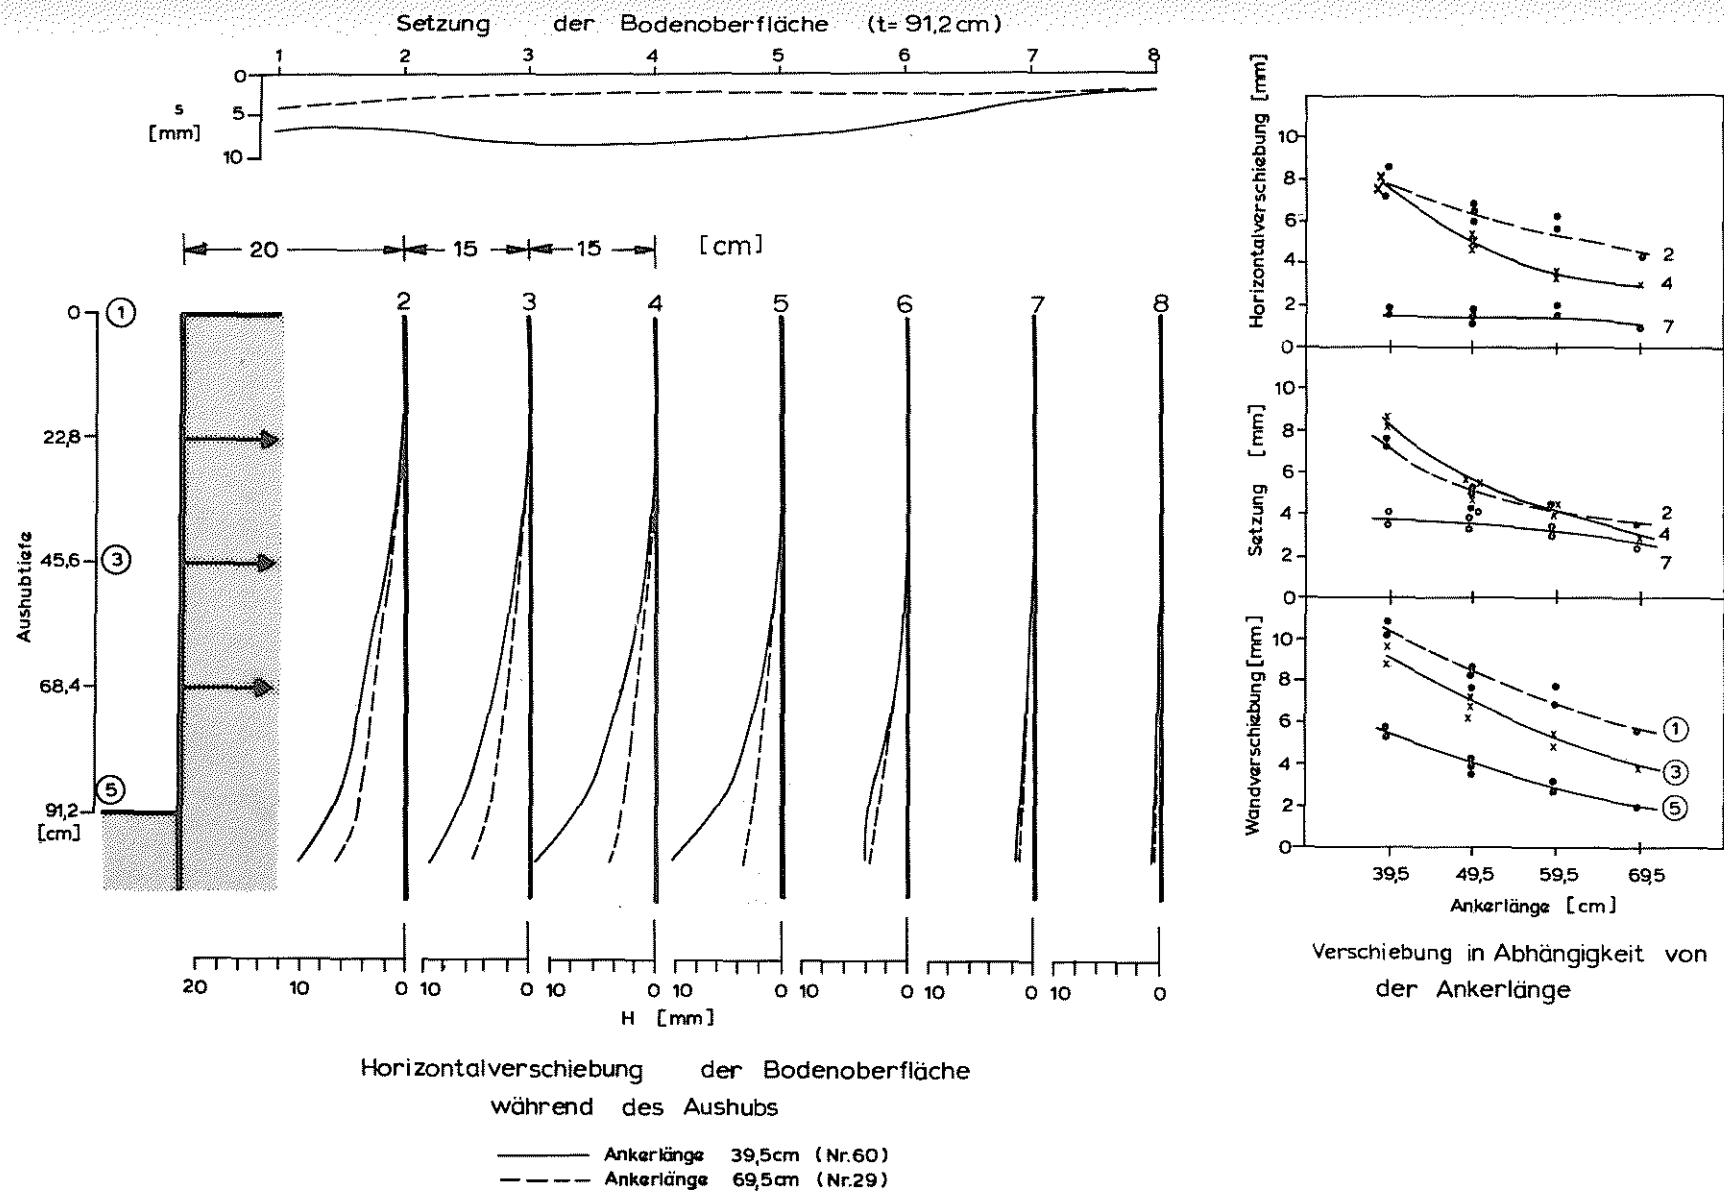 Setzung der Bodenoberfläche (t= 91,2cm)
1 2 3 4 5 6 7 8
0
s
5
[mm]
10
20 15 15 [cm]
2 3 4 5 6 7 8
0 1
22,8
45,6 3
68,4
5
91,2
[cm]
Aushubtiefe
20 10 0 10 0 10 0 10 0 10 0 10 0 10 0
H [mm]
Horizontalverschiebung der Bodenoberfläche
während des Aushubs
Ankerlänge 39,5cm (Nr.60)
Ankerlänge 69,5cm (Nr.29)
Horizontalverschiebung [mm]
10
8
6
4
2
0
2
4
7
Setzung [mm]
10
8
6
4
2
0
2
4
7
Wandverschiebung [mm]
10
8
6
4
2
0
1
3
5
39,5 49,5 59,5 69,5
Ankerlänge [cm]
Verschiebung in Abhängigkeit von
der Ankerlänge